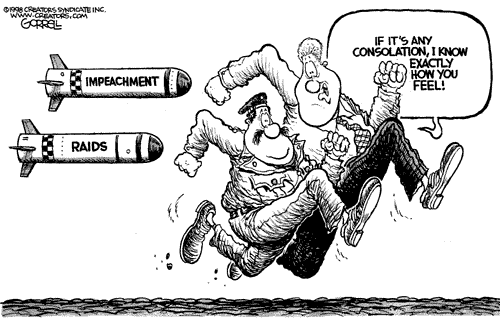 ©1998 CREATORS SYNDICATE INC.
WWW.CREATORS.COM
GORRELL
IMPEACHMENT
RAIDS
IF IT'S ANY
CONSOLATION, I KNOW
EXACTLY
HOW YOU
FEEL!